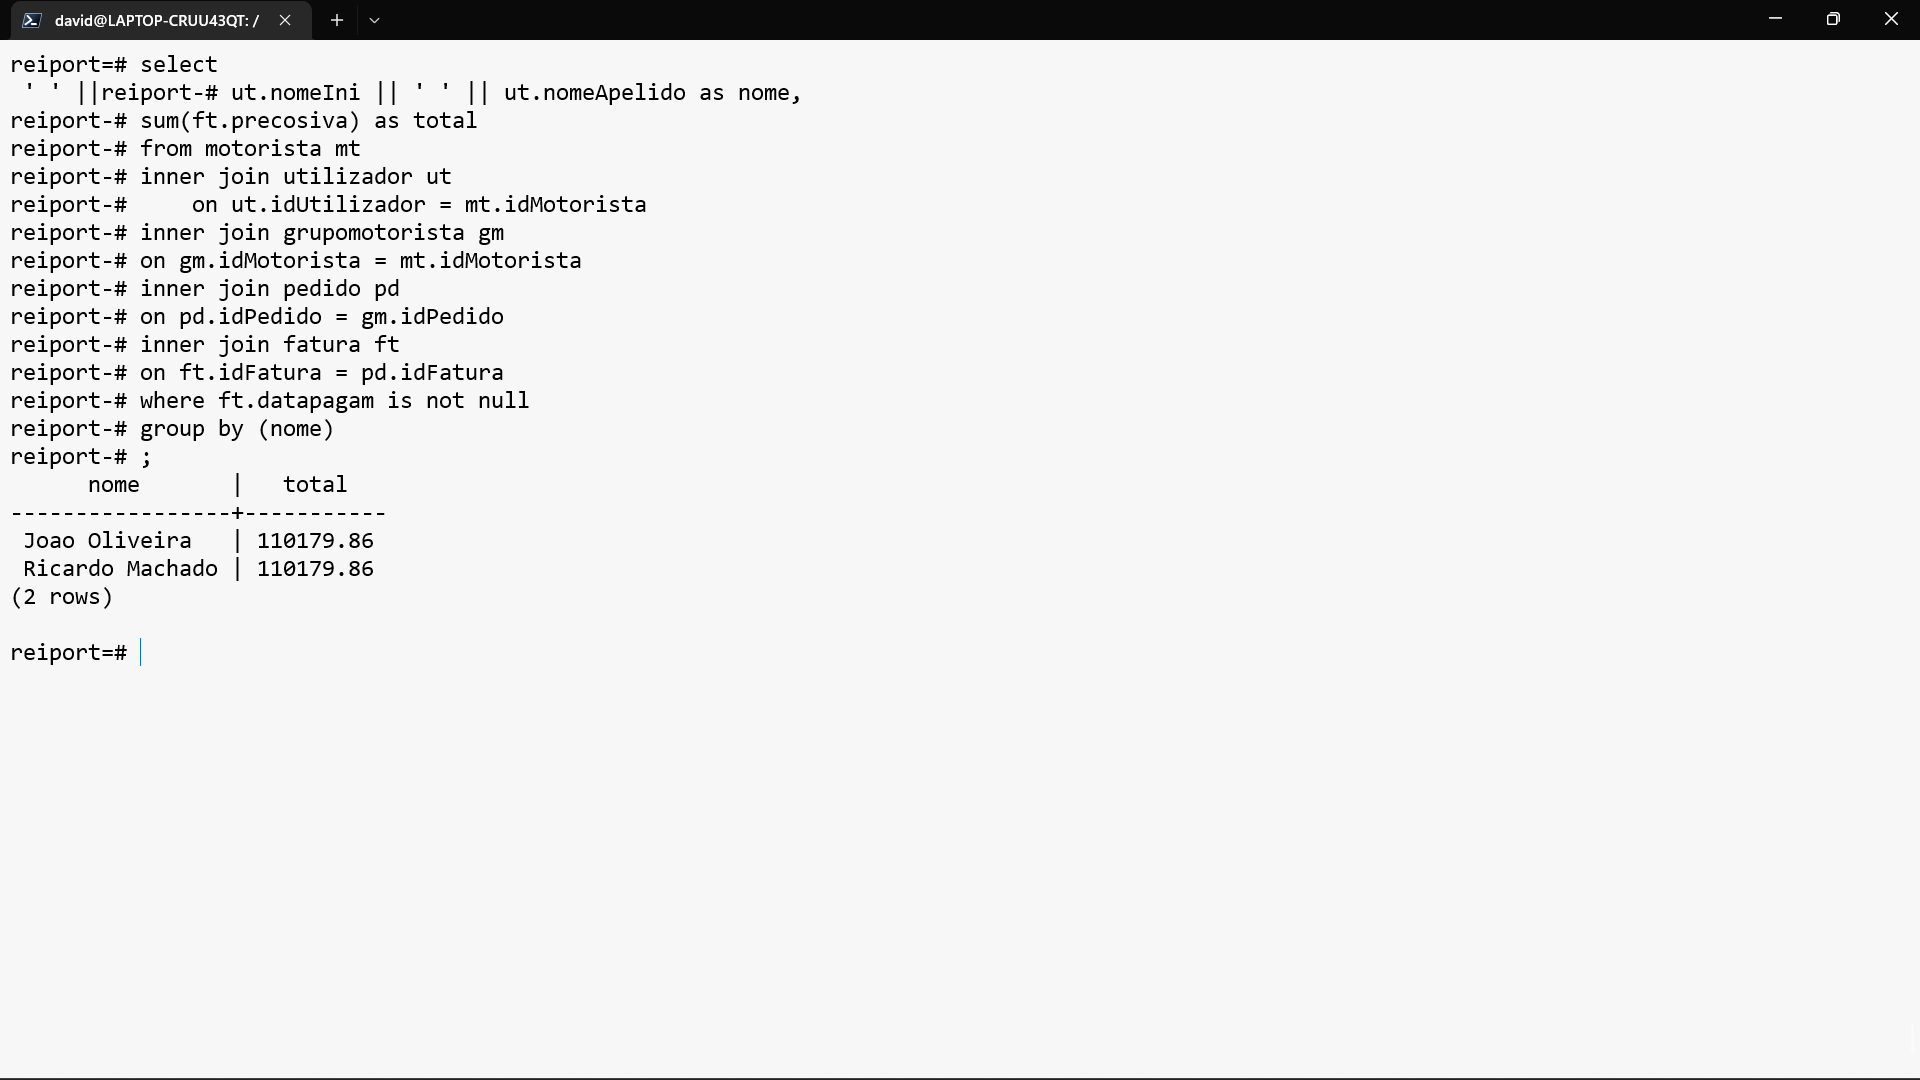 david@LAPTOP-CRUU43QT: /
reiport=# select
' ' ||reiport-# ut.nomeIni || ' ' || ut.nomeApelido as nome,
reiport-# sum(ft.precosiva) as total
reiport-# from motorista mt
reiport-# inner join utilizador ut
reiport-#     on ut.idUtilizador = mt.idMotorista
reiport-# inner join grupomotorista gm
reiport-# on gm.idMotorista = mt.idMotorista
reiport-# inner join pedido pd
reiport-# on pd.idPedido = gm.idPedido
reiport-# inner join fatura ft
reiport-# on ft.idFatura = pd.idFatura
reiport-# where ft.datapagam is not null
reiport-# group by (nome)
reiport-# ;
      nome       |   total
-----------------+-----------
 Joao Oliveira   | 110179.86
 Ricardo Machado | 110179.86
(2 rows)
reiport=#